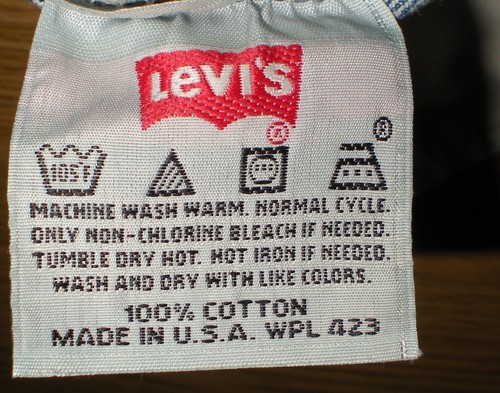 Levi's
®
®
105F
MACHINE WASH WARM. NORMAL CYCLE.
ONLY NON-CHLORINE BLEACH IF NEEDED.
TUMBLE DRY HOT. HOT IRON IF NEEDED.
WASH AND DRY WITH LIKE COLORS.
100% COTTON
MADE IN U.S.A. WPL 423